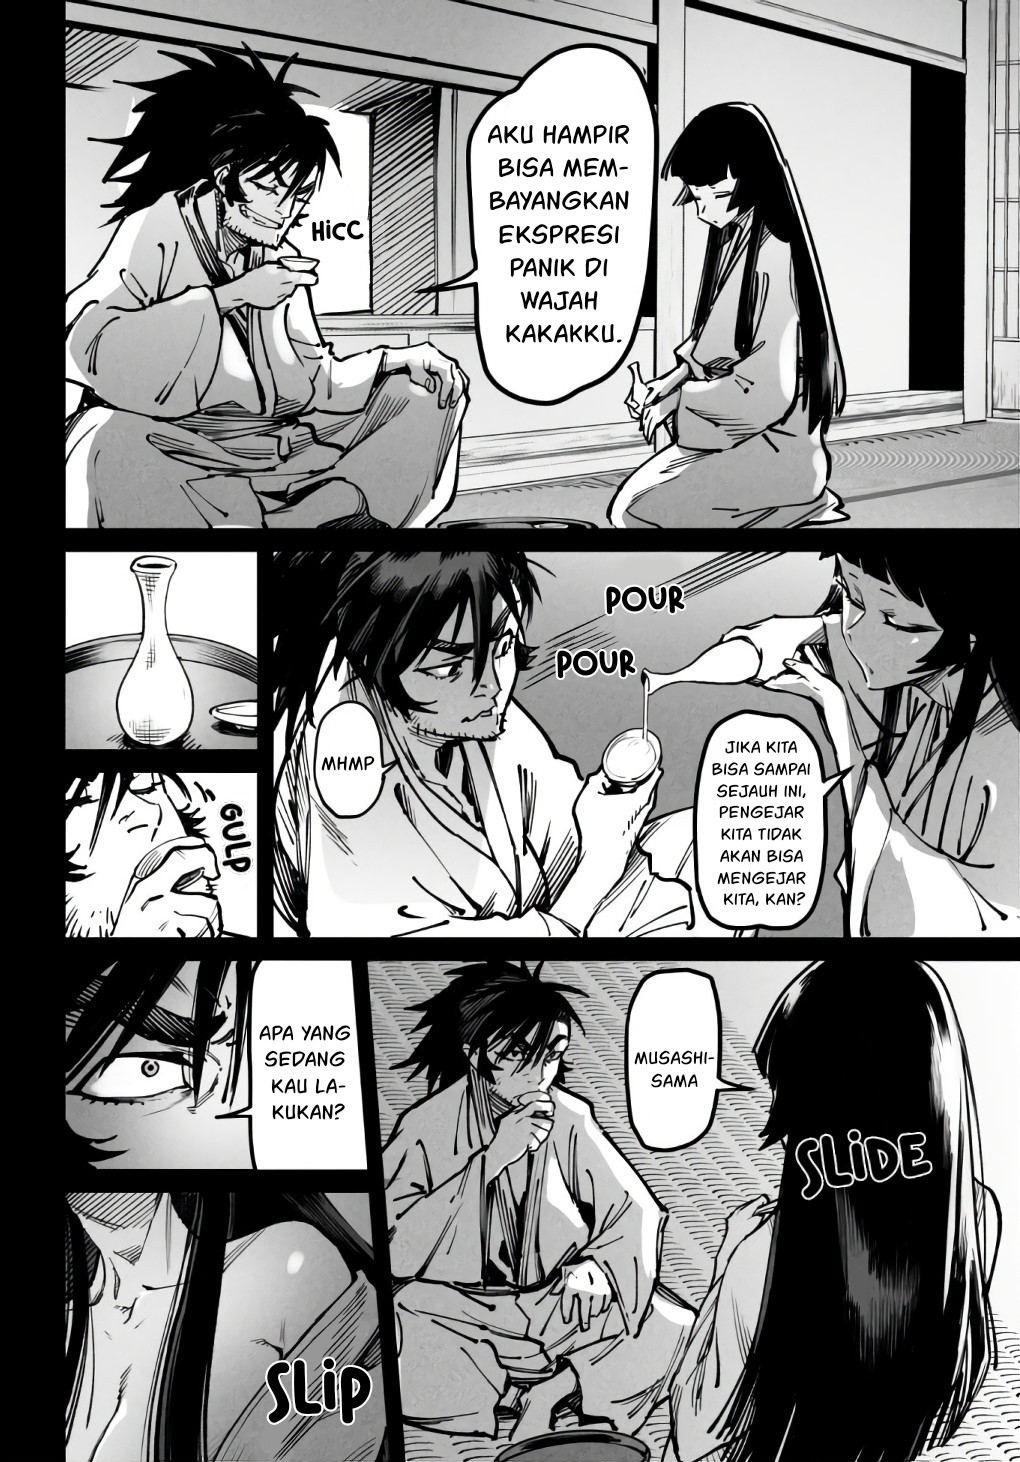 AKU HAMPIR
BISA MEM-
BAYANGKAN
EKSPRESI
PANIK DI
WAJAH
KAKAKKU.
HiCC
POUR
POUR
MHMP
JIKA KITA
BISA SAMPAI
SEJAUH INI,
PENGEJAR
KITA TIDAK
AKAN BISA
MENGEJAR
KITA, KAN?
GULP
APA YANG
SEDANG
KAU LA-
KUKAN?
MUSASHI-
SAMA
SLiDE
SLiP